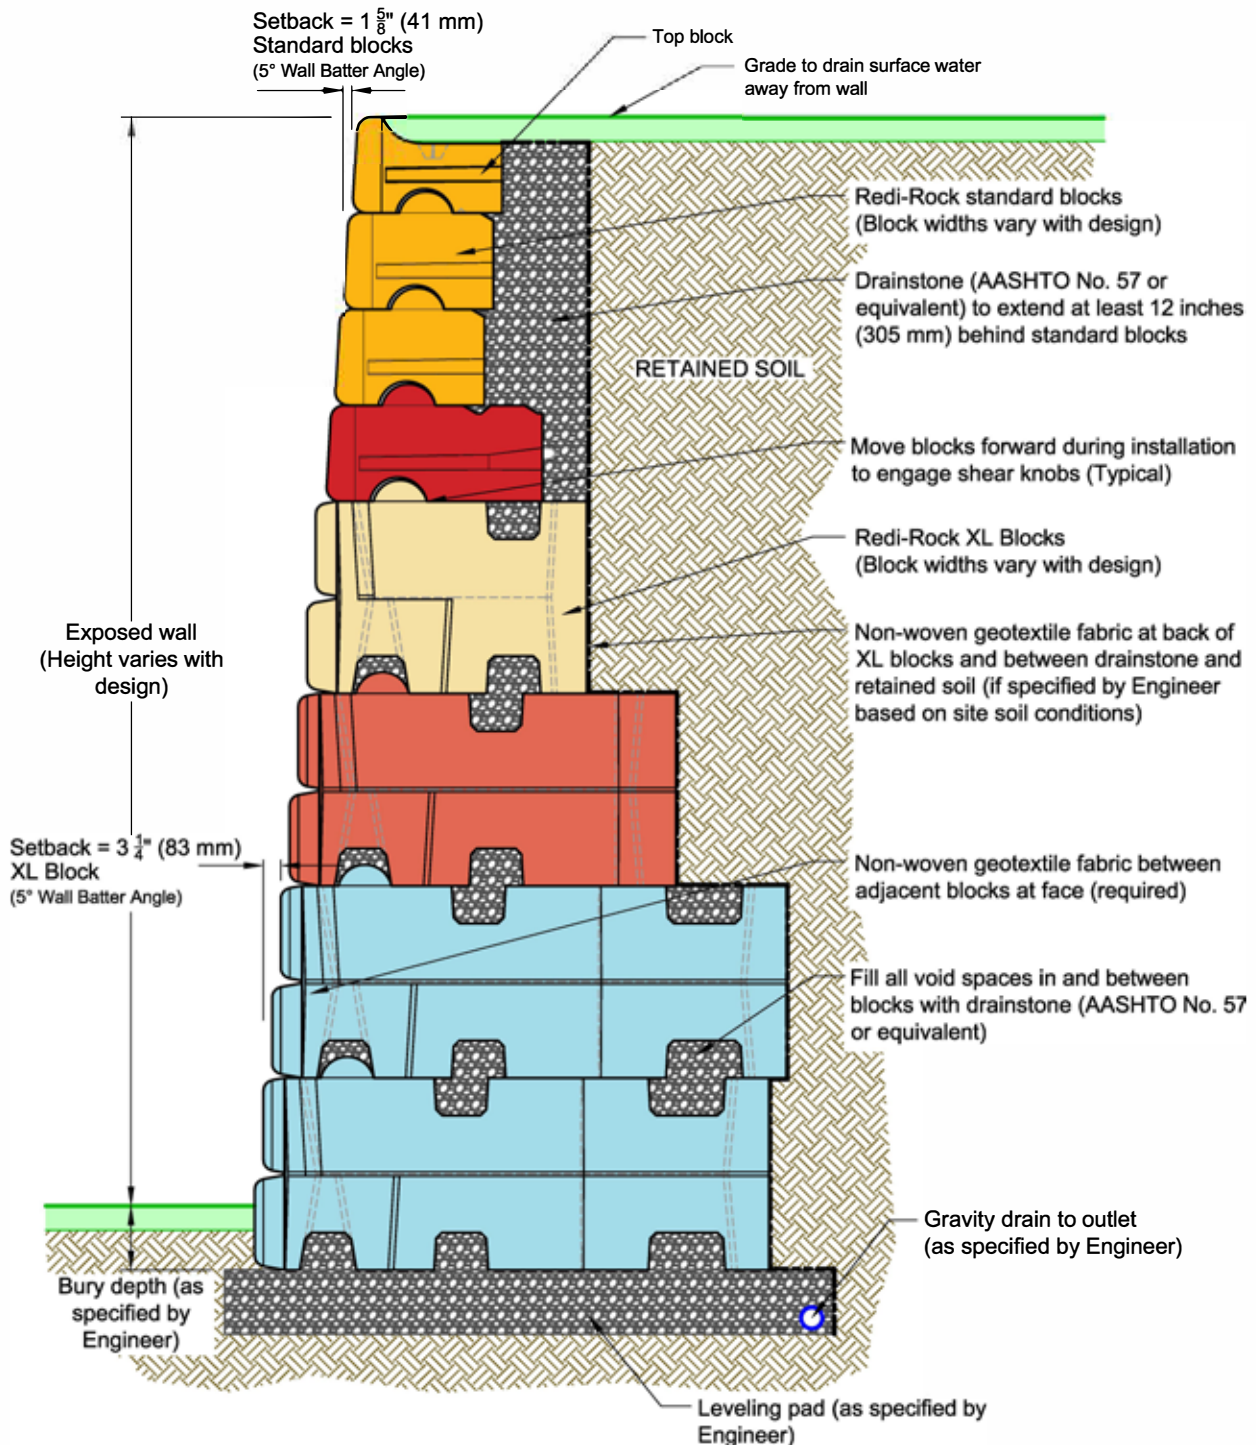 Setback = 1 5/8" (41 mm)
Standard blocks
(5° Wall Batter Angle)
Top block
Grade to drain surface water
away from wall
Redi-Rock standard blocks
(Block widths vary with design)
Drainstone (AASHTO No. 57 or
equivalent) to extend at least 12 inches
(305 mm) behind standard blocks
RETAINED SOIL
Move blocks forward during installation
to engage shear knobs (Typical)
Redi-Rock XL Blocks
(Block widths vary with design)
Exposed wall
(Height varies with
design)
Non-woven geotextile fabric at back of
XL blocks and between drainstone and
retained soil (if specified by Engineer
based on site soil conditions)
Setback = 3 1/4" (83 mm)
XL Block
(5° Wall Batter Angle)
Non-woven geotextile fabric between
adjacent blocks at face (required)
Fill all void spaces in and between
blocks with drainstone (AASHTO No. 57
or equivalent)
Gravity drain to outlet
(as specified by Engineer)
Bury depth (as
specified by
Engineer)
Leveling pad (as specified by
Engineer)